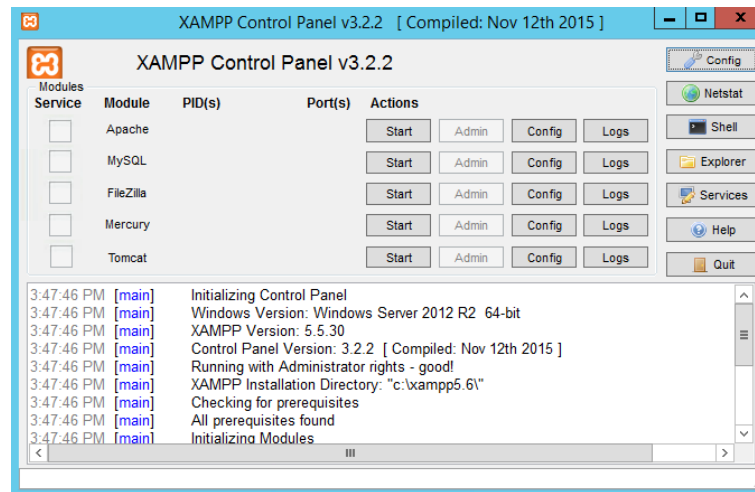 XAMPP Control Panel v3.2.2 [ Compiled: Nov 12th 2015 ]
XAMPP Control Panel v3.2.2
Config
Modules
Service Module PID(s) Port(s) Actions
Netstat
Apache Start Admin Config Logs
Shell
MySQL Start Admin Config Logs
Explorer
FileZilla Start Admin Config Logs
Services
Mercury Start Admin Config Logs
Help
Tomcat Start Admin Config Logs
Quit
3:47:46 PM [main] Initializing Control Panel
3:47:46 PM [main] Windows Version: Windows Server 2012 R2 64-bit
3:47:46 PM [main] XAMPP Version: 5.5.30
3:47:46 PM [main] Control Panel Version: 3.2.2 [ Compiled: Nov 12th 2015 ]
3:47:46 PM [main] Running with Administrator rights - good!
3:47:46 PM [main] XAMPP Installation Directory: "c:\xampp5.6\"
3:47:46 PM [main] Checking for prerequisites
3:47:46 PM [main] All prerequisites found
3:47:46 PM [main] Initializing Modules